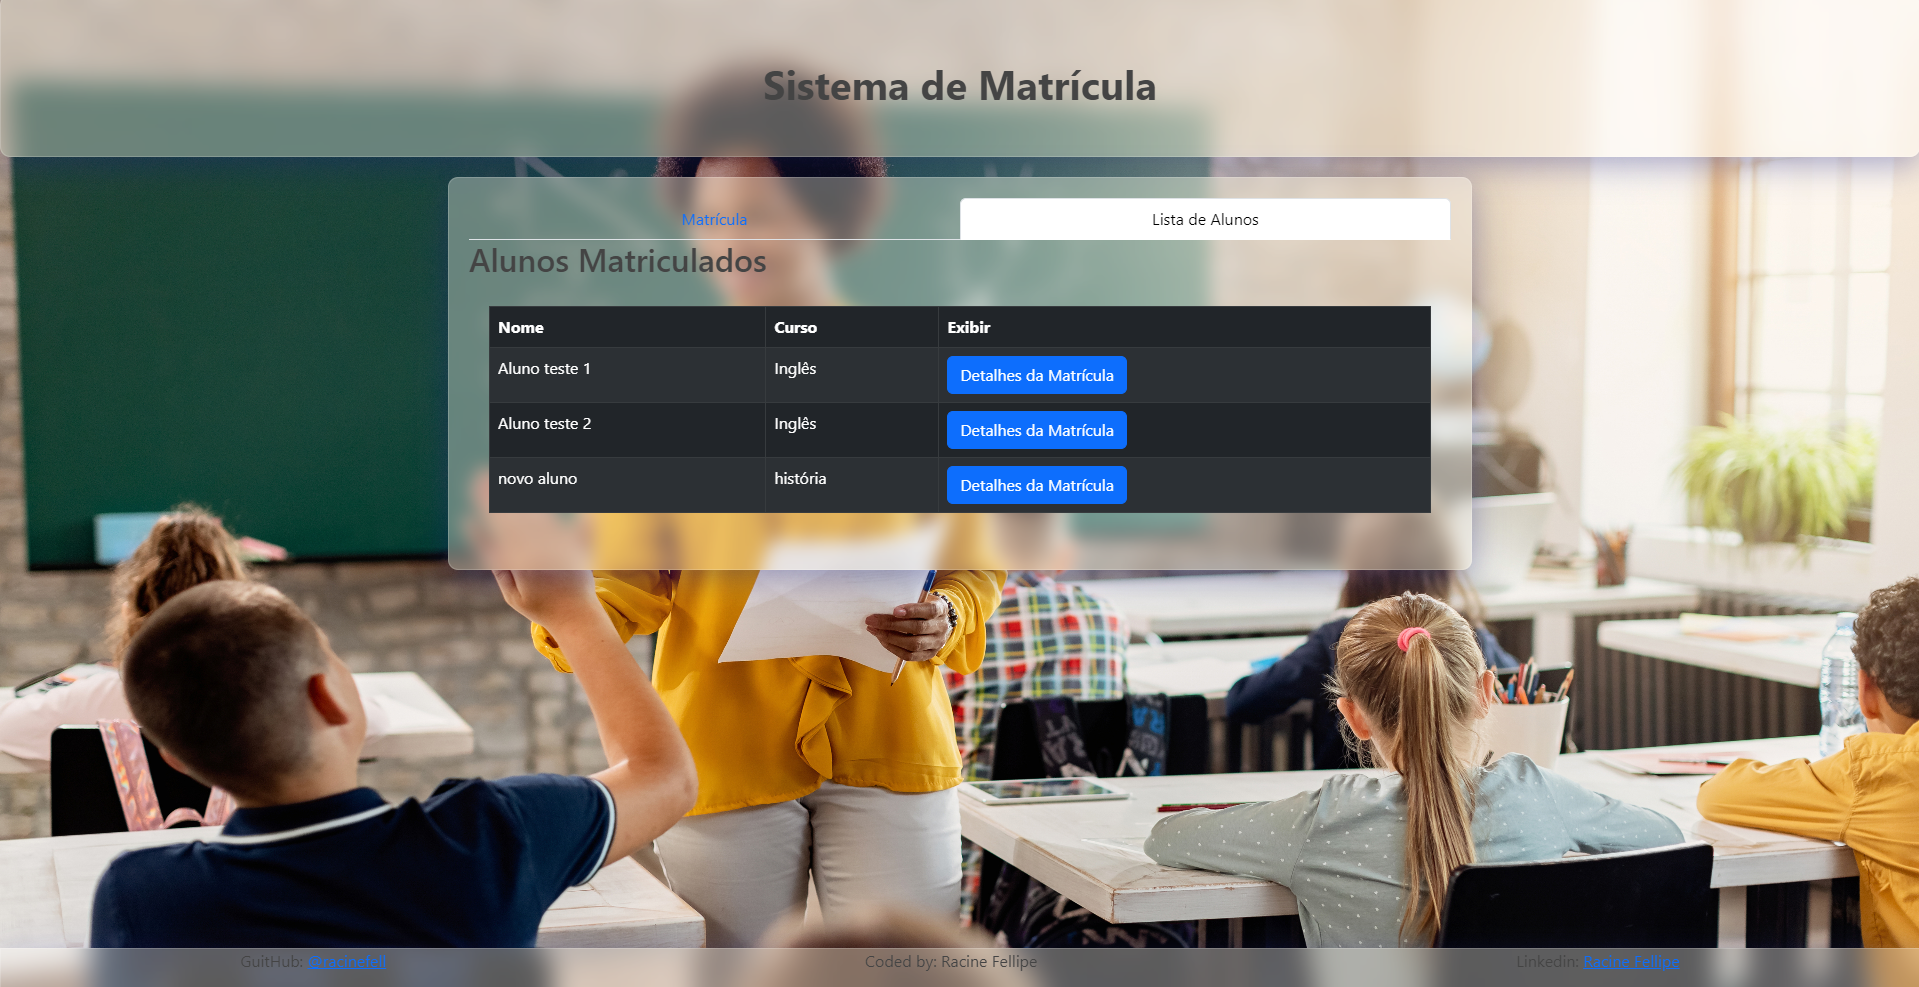 Sistema de Matrícula
Matrícula
Lista de Alunos
Alunos Matriculados
Nome Curso Exibir
Aluno teste 1 Inglês Detalhes da Matrícula
Aluno teste 2 Inglês Detalhes da Matrícula
novo aluno história Detalhes da Matrícula
GuitHub: @racinefell Coded by: Racine Fellipe Linkedin: Racine Fellipe